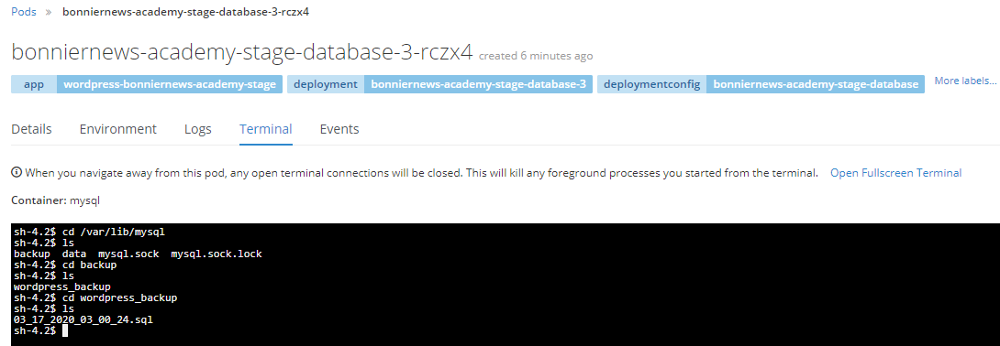 Pods » bonniernews-academy-stage-database-3-rczx4
bonniernews-academy-stage-database-3-rczx4 created 6 minutes ago
app wordpress-bonniernews-academy-stage deployment bonniernews-academy-stage-database-3 deploymentconfig bonniernews-academy-stage-database More labels...
Details Environment Logs Terminal Events
When you navigate away from this pod, any open terminal connections will be closed. This will kill any foreground processes you started from the terminal. Open Fullscreen Terminal
Container: mysql
sh-4.2$ cd /var/lib/mysql
sh-4.2$ ls
backup data mysql.sock mysql.sock.lock
sh-4.2$ cd backup
sh-4.2$ ls
wordpress_backup
sh-4.2$ cd wordpress_backup
sh-4.2$ ls
03_17_2020_03_00_24.sql
sh-4.2$